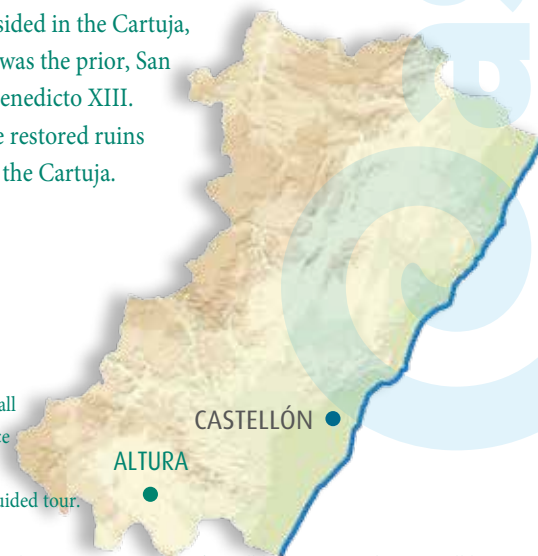 sided in the Cartuja,
was the prior, San
enedicto XIII.
e restored ruins
the Cartuja.
all
ce
uided tour.
CASTELLÓN
ALTURA